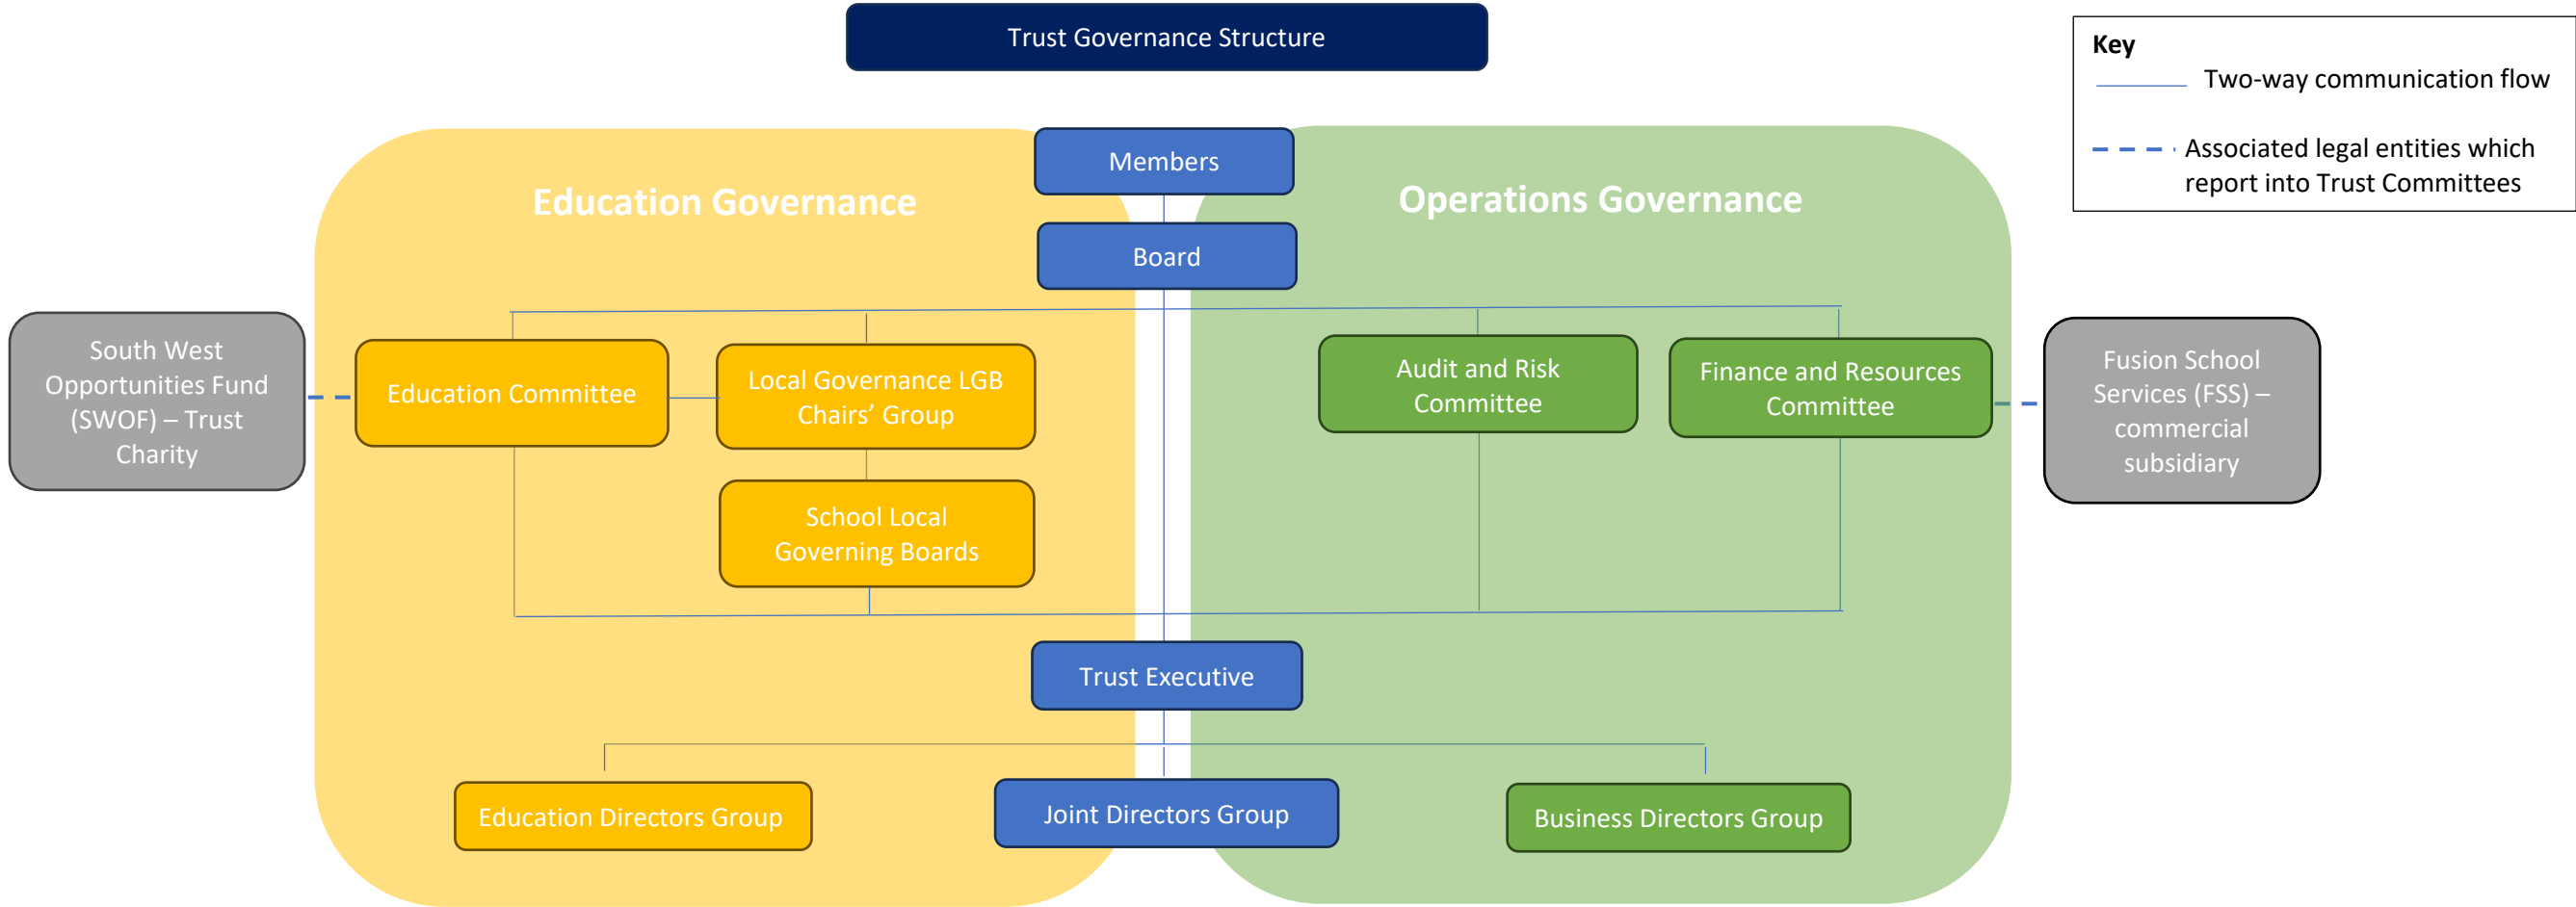 Trust Governance Structure
Key
Two-way communication flow
Associated legal entities which
report into Trust Committees
Education Governance
Members
Operations Governance
Board
South West
Opportunities Fund
(SWOF) – Trust
Charity
Education Committee
Local Governance LGB
Chairs’ Group
Audit and Risk
Committee
Finance and Resources
Committee
Fusion School
Services (FSS) –
commercial
subsidiary
School Local
Governing Boards
Trust Executive
Education Directors Group
Joint Directors Group
Business Directors Group